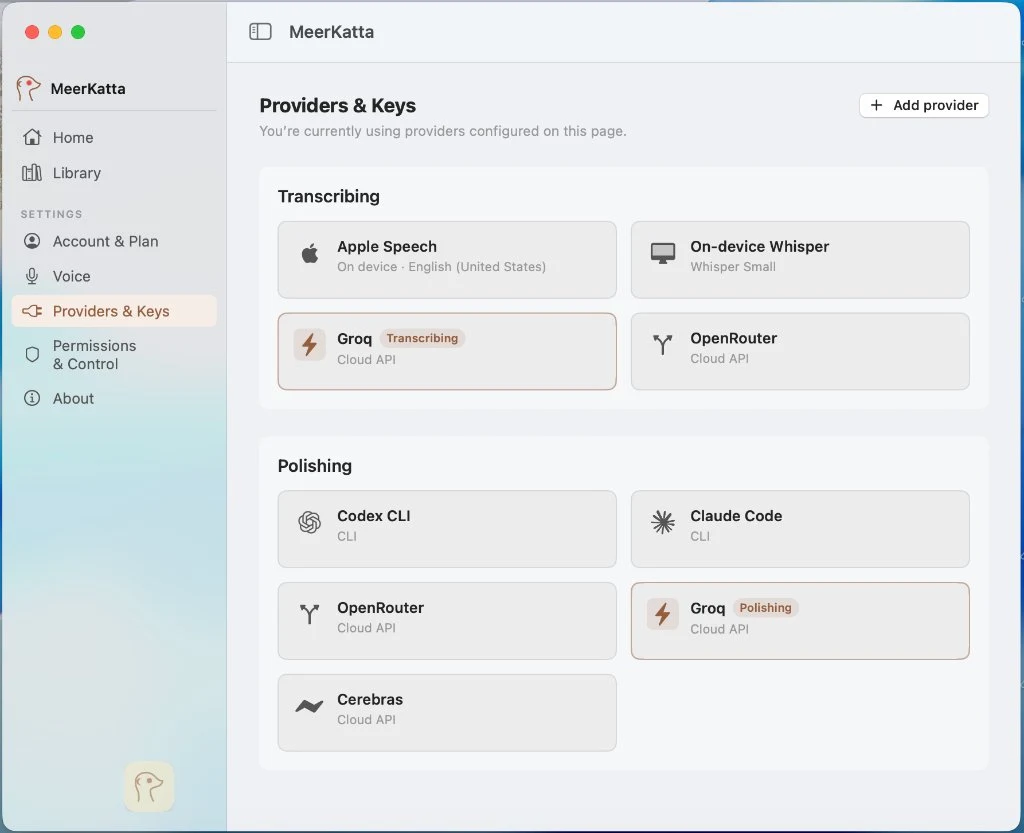 MeerKatta
MeerKatta
Home
Library
SETTINGS
Account & Plan
Voice
Providers & Keys
Permissions
& Control
About
Providers & Keys
+ Add provider
You're currently using providers configured on this page.
Transcribing
Apple Speech
On device · English (United States)
On-device Whisper
Whisper Small
Groq Transcribing
Cloud API
OpenRouter
Cloud API
Polishing
Codex CLI
CLI
Claude Code
CLI
OpenRouter
Cloud API
Groq Polishing
Cloud API
Cerebras
Cloud API